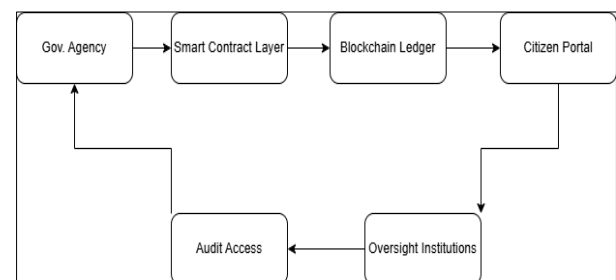 Gov. Agency
Smart Contract Layer
Blockchain Ledger
Citizen Portal
Audit Access
Oversight Institutions